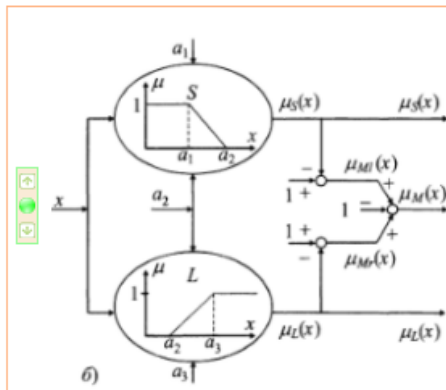 a₁
μ S
1
x
a₁ a₂
μS(x) μS(x)
− μMl(x)
1 + +
x a₂ 1 − μM(x)
1 + +
− μMr(x)
μ L
1
x
a₂ a₃
μL(x) μL(x)
б) a₃